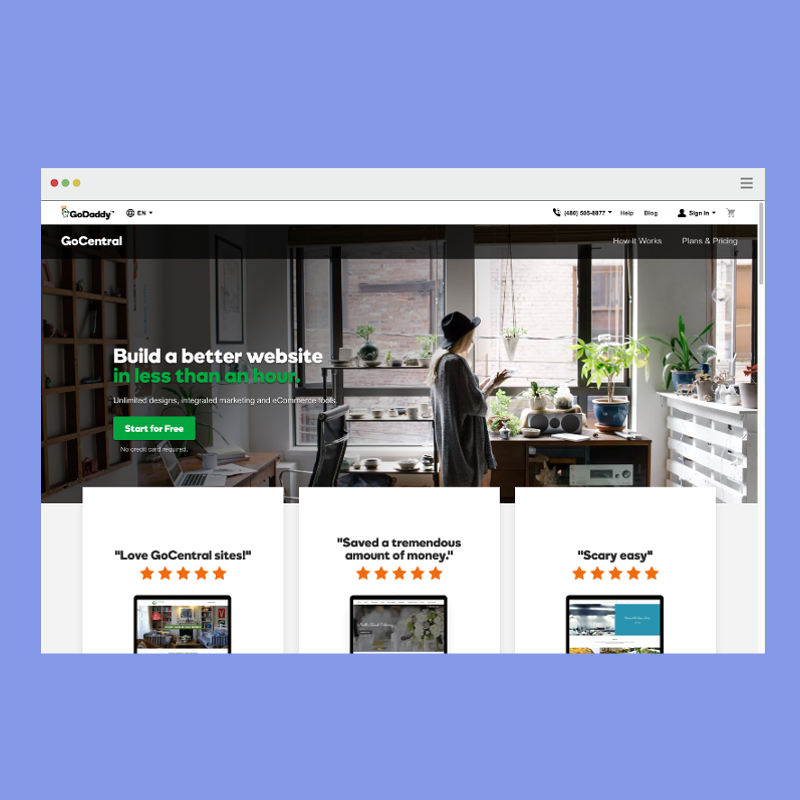 GoDaddy™
EN
(480) 505-8877
Help
Blog
Sign In
GoCentral
How it Works
Plans & Pricing
Build a better website
in less than an hour.
Unlimited designs, integrated marketing and eCommerce tools.
Start for Free
No credit card required.
"Love GoCentral sites!"
"Saved a tremendous
amount of money."
"Scary easy"